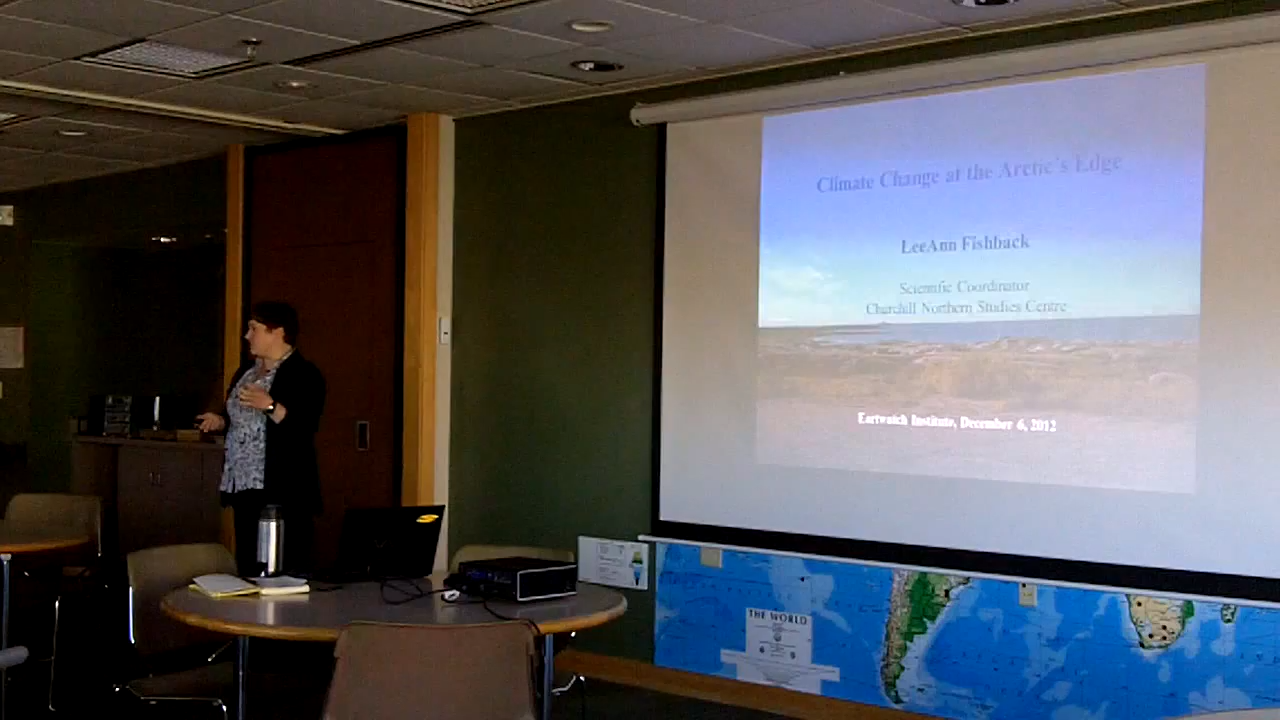 Climate Change at the Arctic's Edge
LeeAnn Fishback
Scientific Coordinator
Churchill Northern Studies Centre
Eartwatch Institute, December 6, 2012
THE WORLD